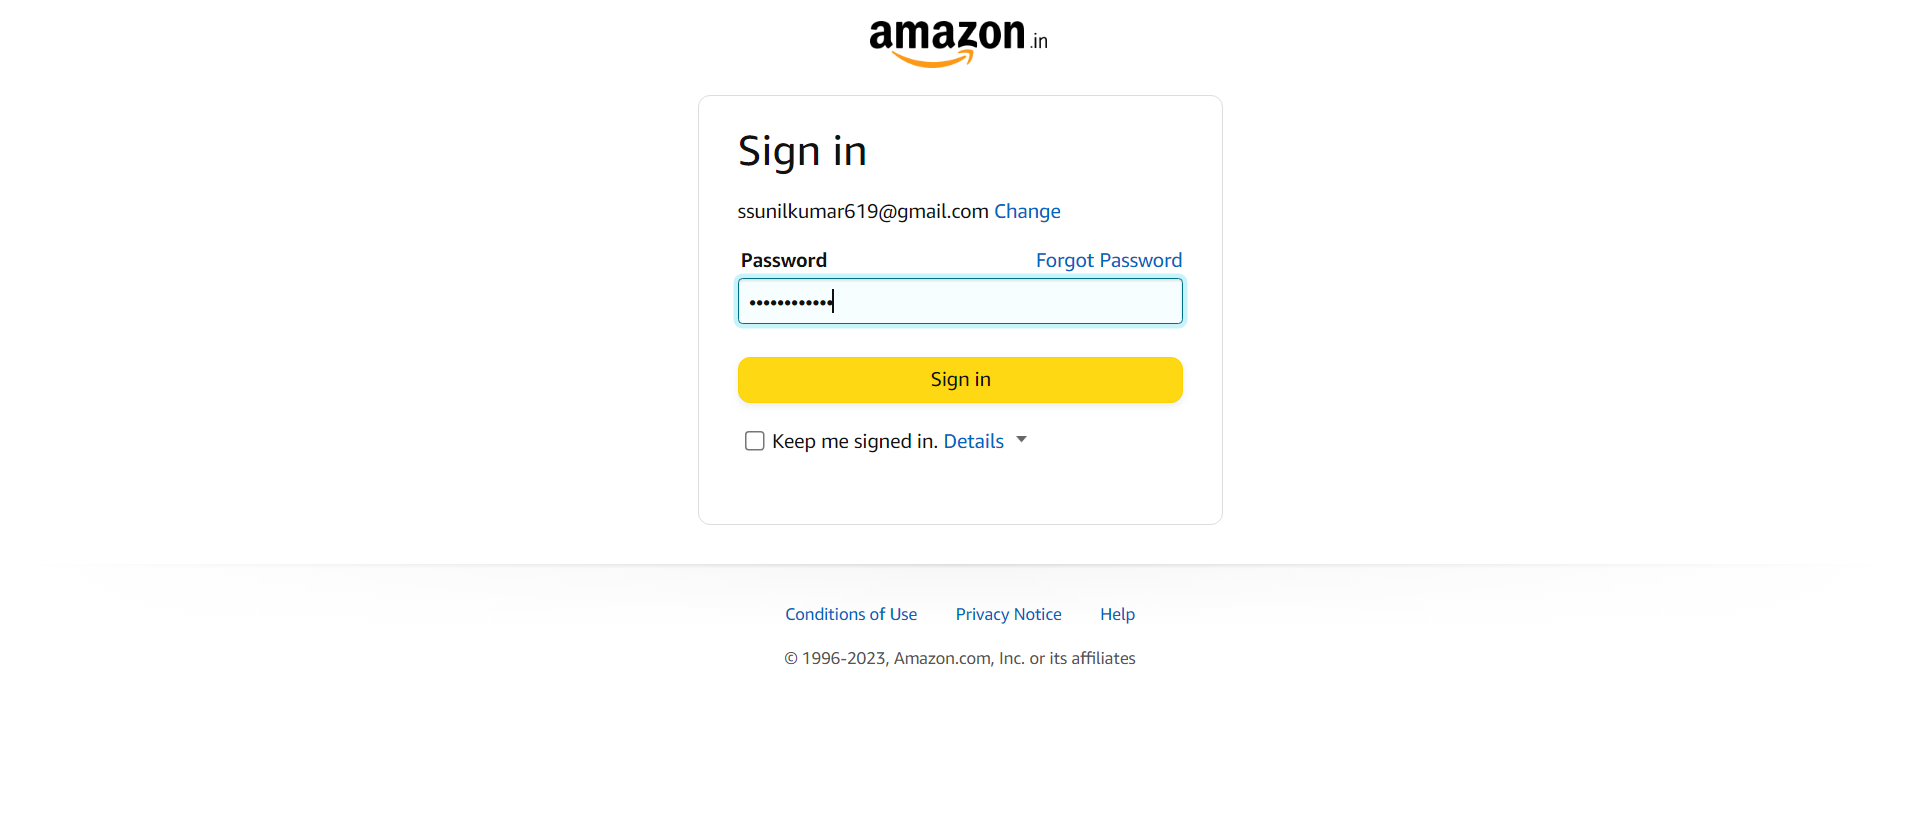 amazon.in
Sign in
ssunilkumar619@gmail.com Change
Password Forgot Password
••••••••••••
Sign in
Keep me signed in. Details
Conditions of Use Privacy Notice Help
© 1996-2023, Amazon.com, Inc. or its affiliates